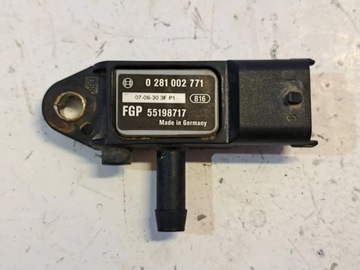 0 281 002 771
07-06-30 3F P1 816
FGP 55198717
Made in Germany